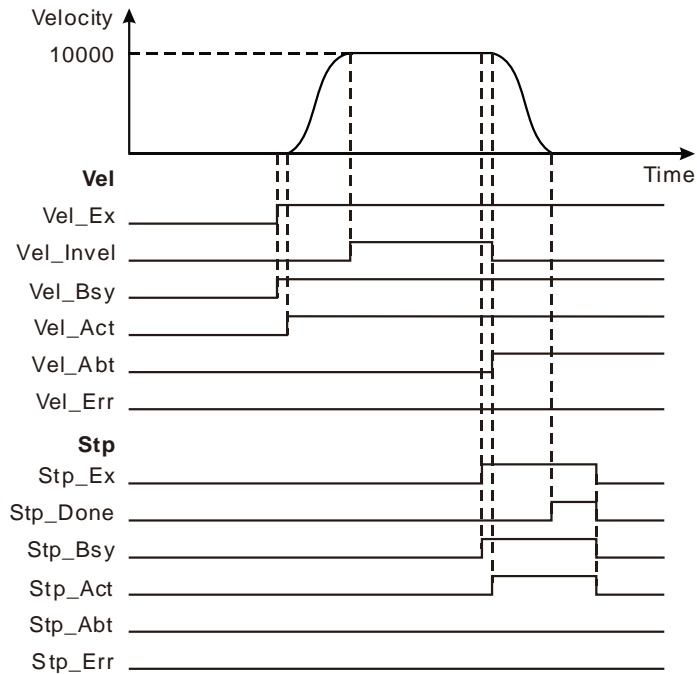 Velocity
10000
Time
Vel
Vel_Ex
Vel_Invel
Vel_Bsy
Vel_Act
Vel_Abt
Vel_Err
Stp
Stp_Ex
Stp_Done
Stp_Bsy
Stp_Act
Stp_Abt
Stp_Err